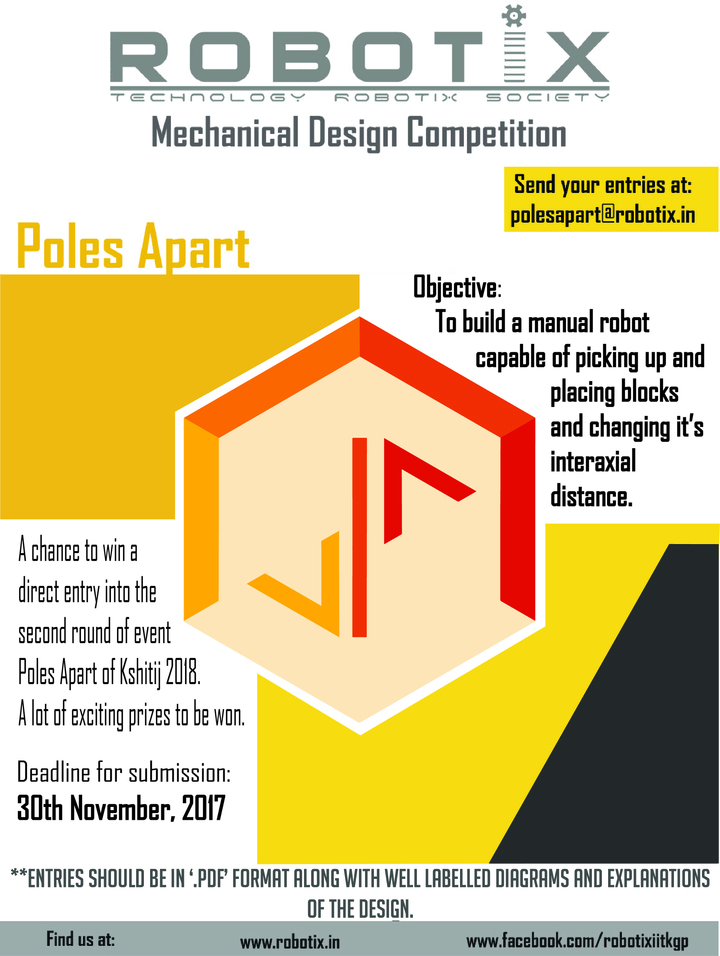 ROBOTIX
TECHNOLOGY ROBOTIX SOCIETY
Mechanical Design Competition
Send your entries at:
polesapart@robotix.in
Poles Apart
Objective:
To build a manual robot
capable of picking up and
placing blocks
and changing it's
interaxial
distance.
A chance to win a
direct entry into the
second round of event
Poles Apart of Kshitij 2018.
A lot of exciting prizes to be won.
Deadline for submission:
30th November, 2017
**ENTRIES SHOULD BE IN '.PDF' FORMAT ALONG WITH WELL LABELLED DIAGRAMS AND EXPLANATIONS
OF THE DESIGN.
Find us at:
www.robotix.in
www.facebook.com/robotixiitkgp